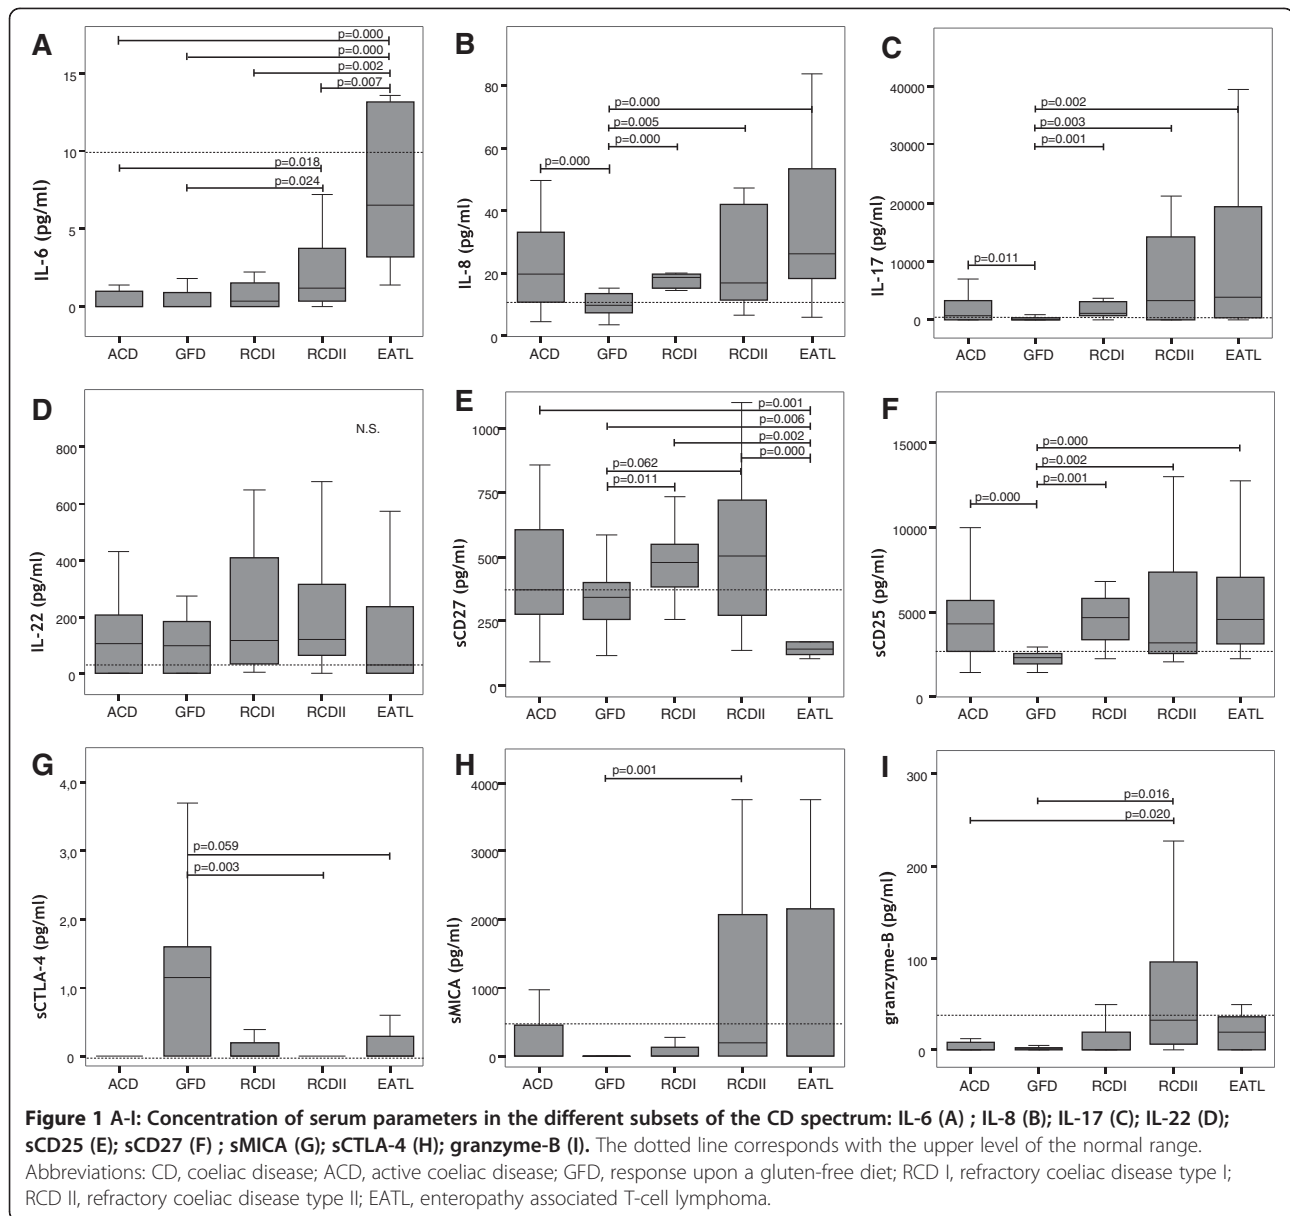 A
p=0.000
p=0.000
p=0.002
p=0.007
p=0.018
p=0.024
15
10
5
0
IL-6 (pg/ml)
ACD GFD RCDI RCDII EATL
B
p=0.000
p=0.005
p=0.000
p=0.000
80
60
40
20
0
IL-8 (pg/ml)
ACD GFD RCDI RCDII EATL
C
p=0.002
p=0.003
p=0.001
p=0.011
40000
30000
20000
10000
0
IL-17 (pg/ml)
ACD GFD RCDI RCDII EATL
D
N.S.
800
600
400
200
0
IL-22 (pg/ml)
ACD GFD RCDI RCDII EATL
E
p=0.001
p=0.006
p=0.002
p=0.000
p=0.062
p=0.011
1000
750
500
250
0
sCD27 (pg/ml)
ACD GFD RCDI RCDII EATL
F
p=0.000
p=0.002
p=0.001
p=0.000
15000
10000
5000
0
sCD25 (pg/ml)
ACD GFD RCDI RCDII EATL
G
p=0.059
p=0.003
4,0
3,0
2,0
1,0
0
sCTLA-4 (pg/ml)
ACD GFD RCDI RCDII EATL
H
p=0.001
4000
3000
2000
1000
0
sMICA (pg/ml)
ACD GFD RCDI RCDII EATL
I
p=0.016
p=0.020
300
200
100
0
granzyme-B (pg/ml)
ACD GFD RCDI RCDII EATL
Figure 1 A-I: Concentration of serum parameters in the different subsets of the CD spectrum: IL-6 (A) ; IL-8 (B); IL-17 (C); IL-22 (D);
sCD25 (E); sCD27 (F) ; sMICA (G); sCTLA-4 (H); granzyme-B (I). The dotted line corresponds with the upper level of the normal range.
Abbreviations: CD, coeliac disease; ACD, active coeliac disease; GFD, response upon a gluten-free diet; RCD I, refractory coeliac disease type I;
RCD II, refractory coeliac disease type II; EATL, enteropathy associated T-cell lymphoma.